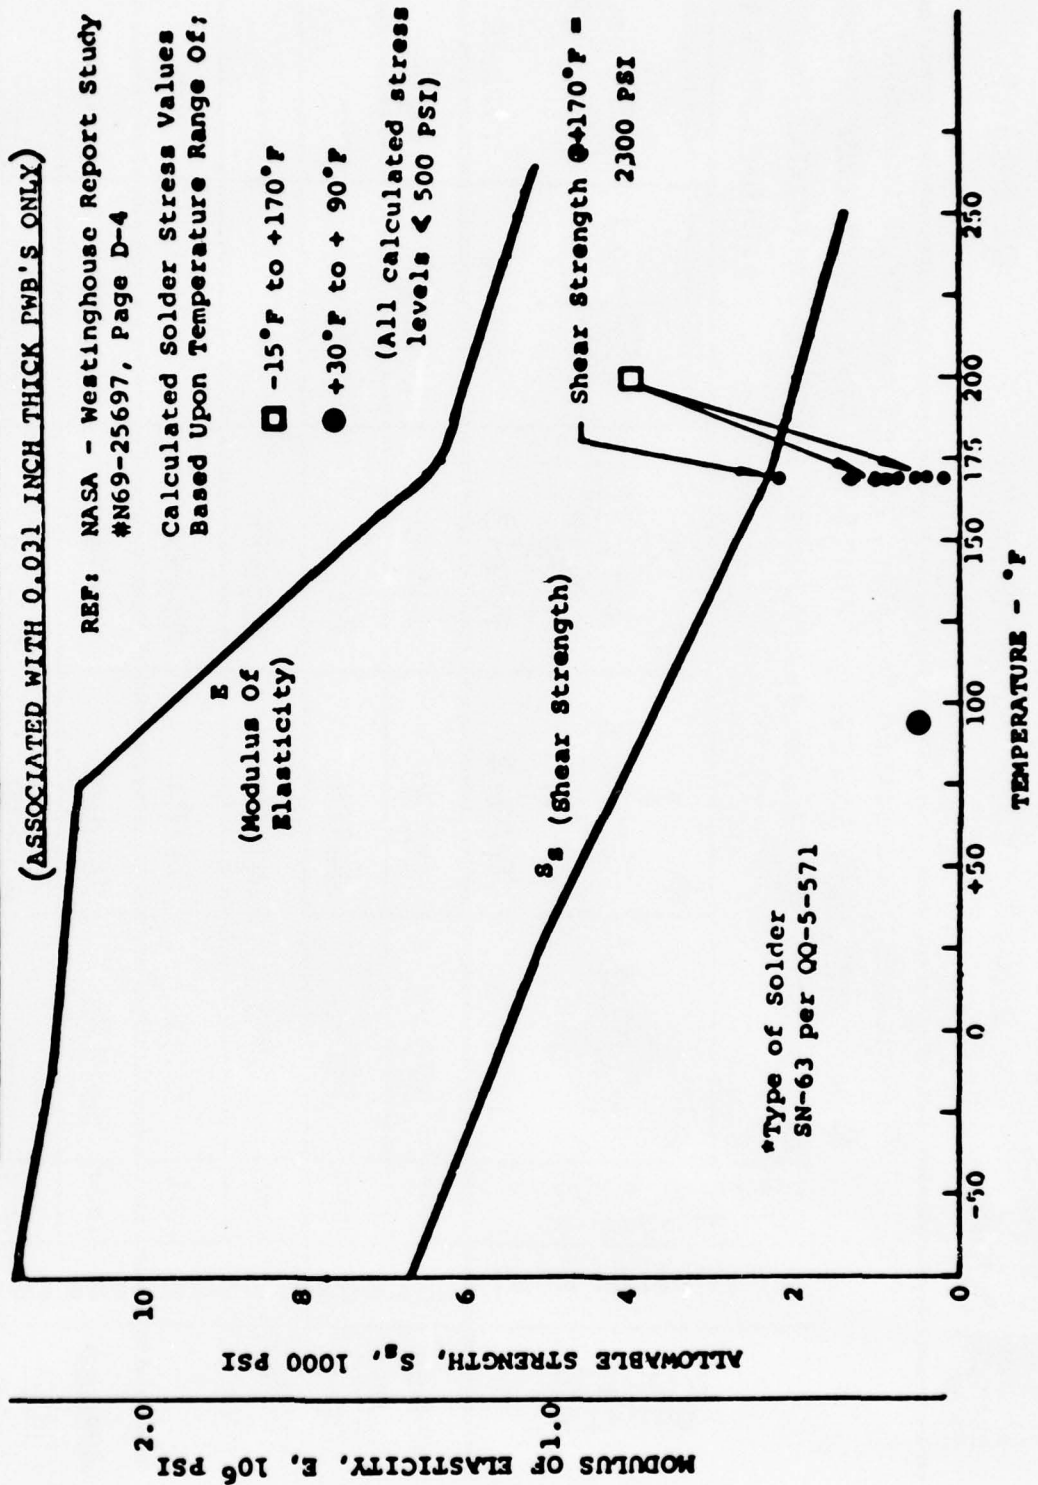 (ASSOCIATED WITH 0.031 INCH THICK PWB'S ONLY)
REF: NASA - Westinghouse Report Study
#N69-25697, Page D-4
Calculated Solder Stress Values
Based Upon Temperature Range Of;
-15°F to +170°F
+30°F to + 90°F
(All calculated stress
levels < 500 PSI)
E
(Modulus Of
Elasticity)
Shear Strength @+170°F =
2300 PSI
Ss (Shear Strength)
*Type of Solder
SN-63 per QQ-5-571
MODULUS OF ELASTICITY, E, 10⁶ PSI
2.0
1.0
ALLOWABLE STRENGTH, Ss, 1000 PSI
10
8
6
4
2
0
-50
0
+50
100
150
175
200
250
TEMPERATURE - °F